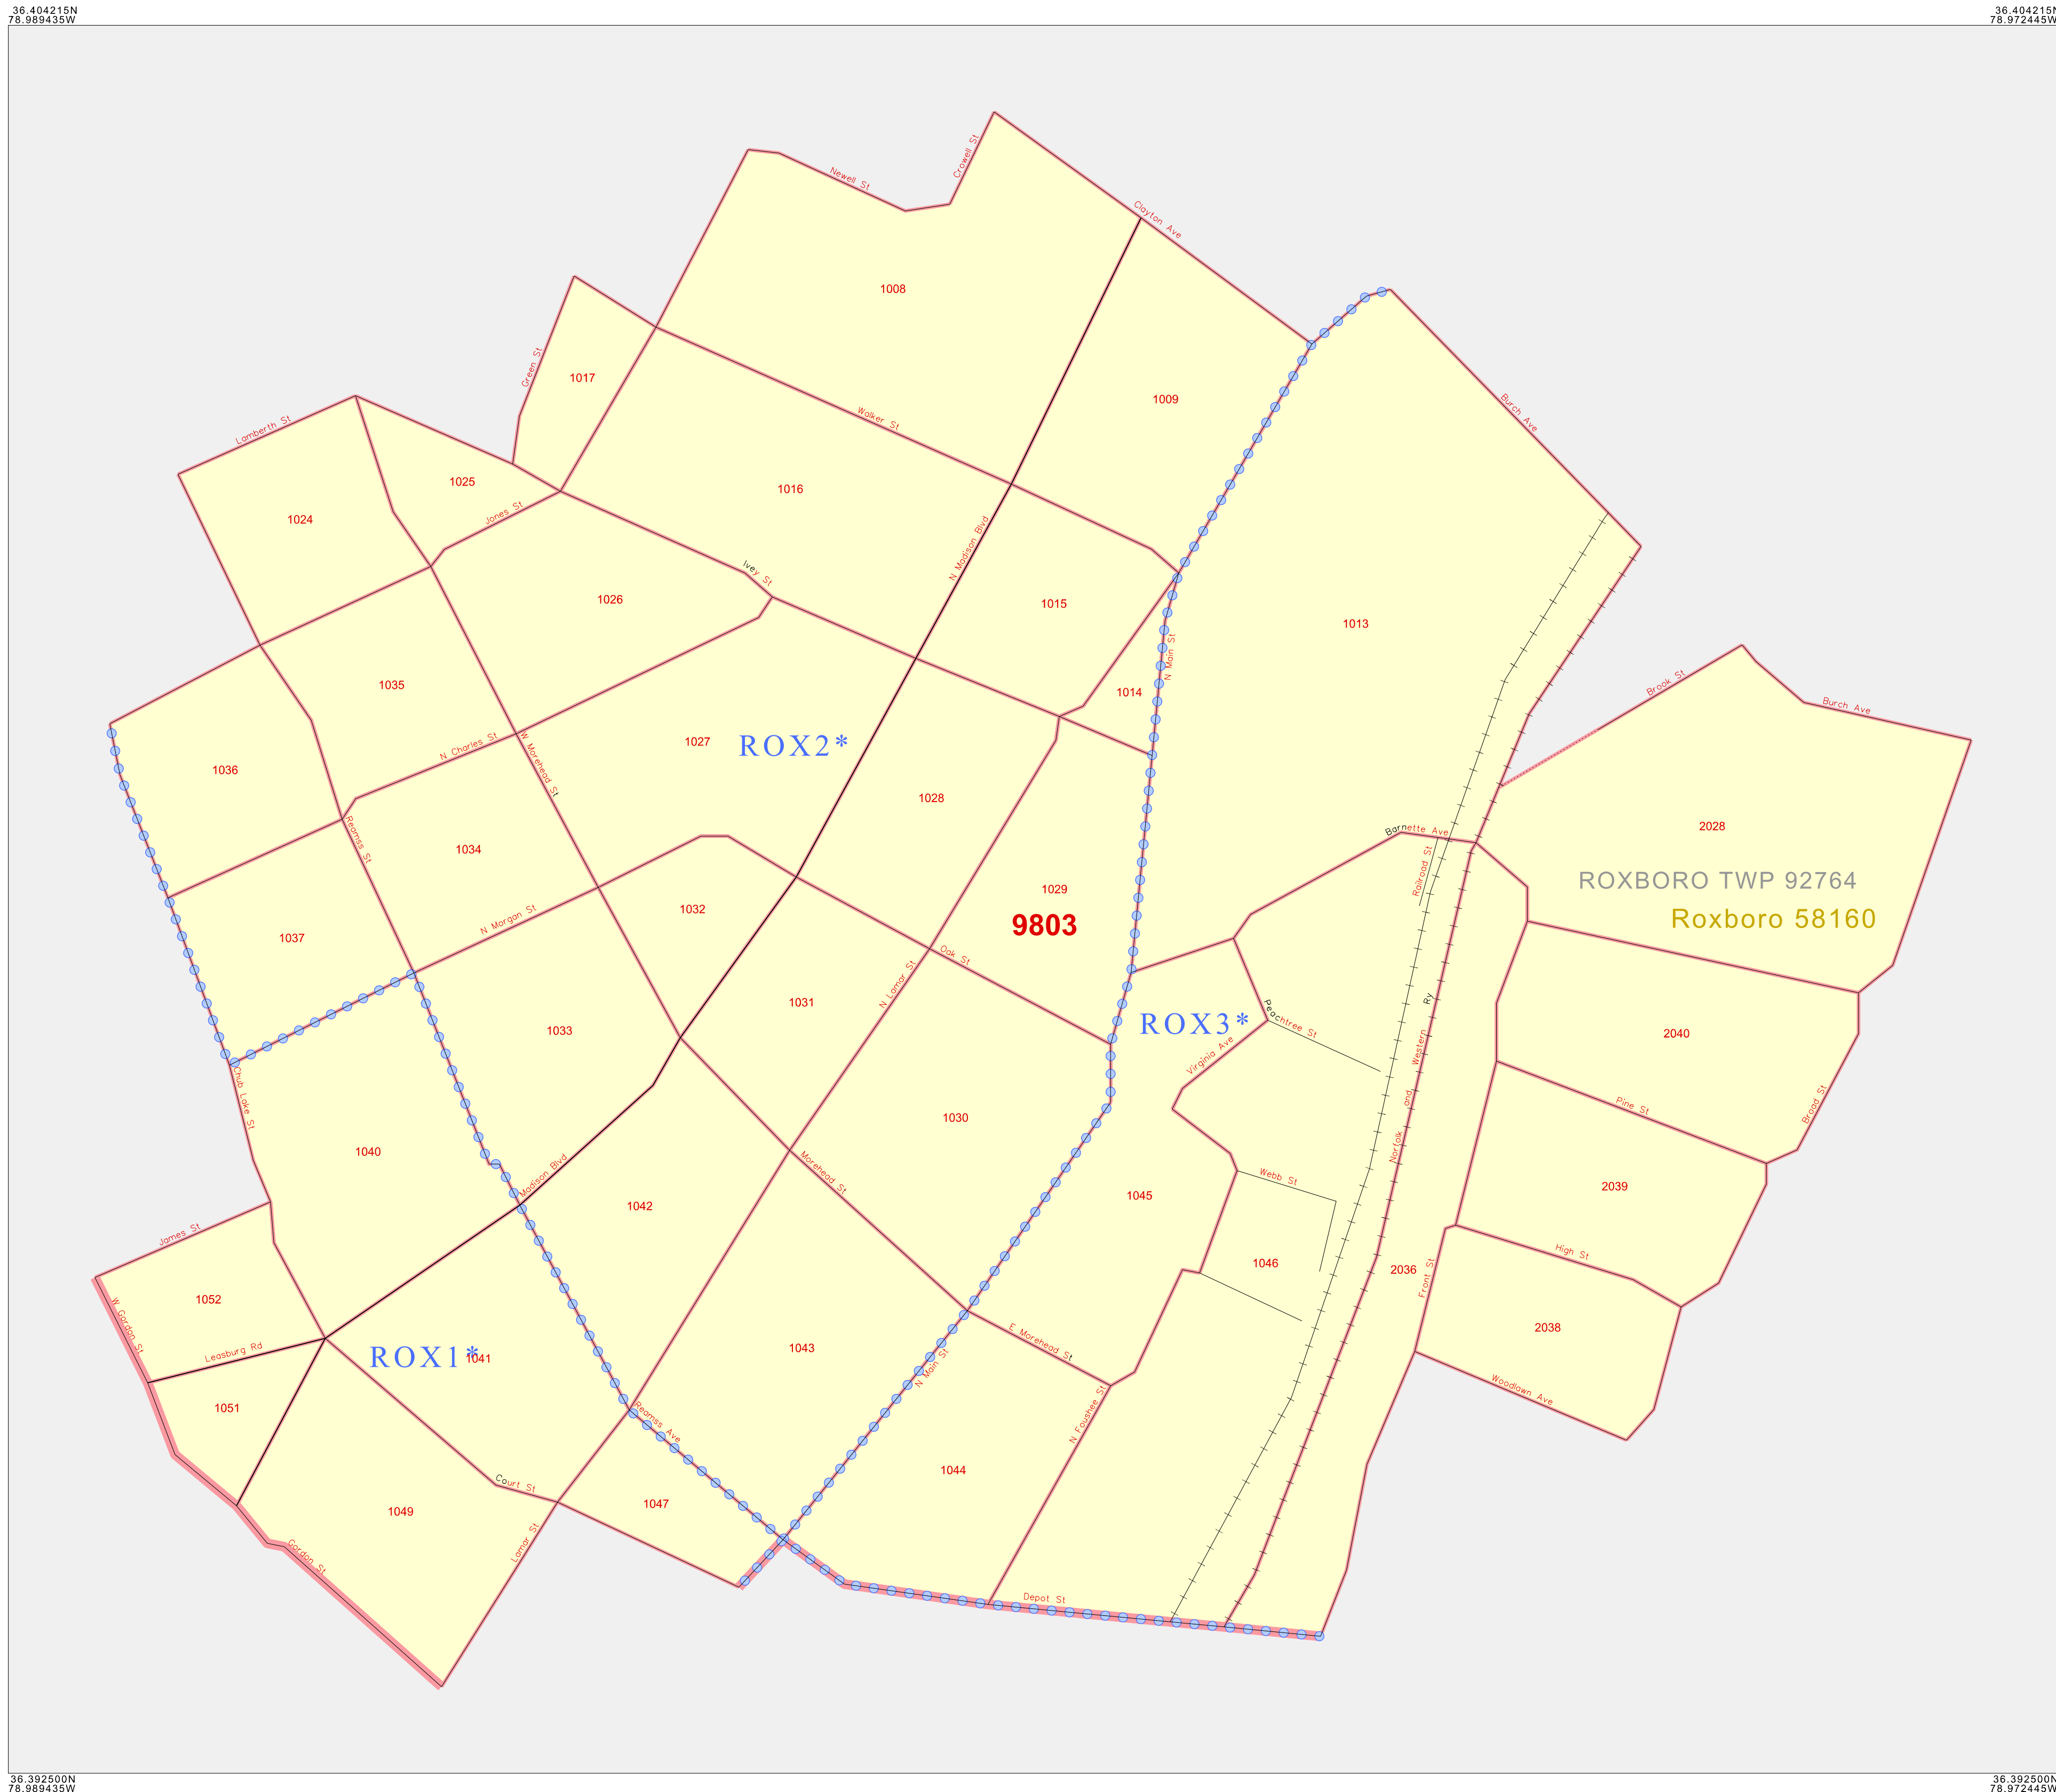 36.404215N
78.989435W
36.404215N
78.972445W
Crowell St
Newell St
Clayton Ave
1008
Green St
1017
1009
Burch Ave
Lamberth St
Walker St
1025
Jones St
1016
1024
N Madison Blvd
Ivey St
1026
1015
1013
N Main St
1035
1014
Brook St
Burch Ave
N Charles St
W Morehead St
1027
ROX2*
1036
1028
Reamss St
1034
Barnette Ave
2028
Railroad St
ROXBORO TWP 92764
1029
1032
N Morgan St
9803
Roxboro 58160
1037
Oak St
N Lamar St
1031
Peachtree St
ROX3*
1033
Norfolk and Western Ry
2040
Virginia Ave
Chub Lake St
1030
Pine St
Broad St
1040
Morehead St
Madison Blvd
Webb St
1045
2039
1042
James St
High St
1046
2036
Front St
1052
W Gordon St
Leasburg Rd
ROX1*
1041
1043
E Morehead St
N Main St
2038
Woodlawn Ave
1051
Reamss Ave
N Foushee St
1044
Court St
1047
1049
Lamar St
Gordon St
Depot St
36.392500N
78.989435W
36.392500N
78.972445W